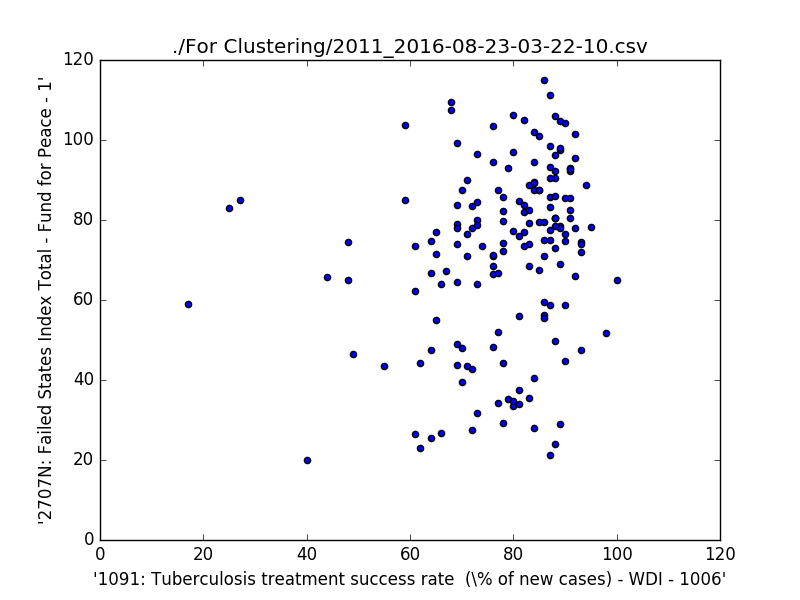 ./For Clustering/2011_2016-08-23-03-22-10.csv
'2707N: Failed States Index Total - Fund for Peace - 1'
120
100
80
60
40
20
0
0 20 40 60 80 100 120
'1091: Tuberculosis treatment success rate  (\% of new cases) - WDI - 1006'